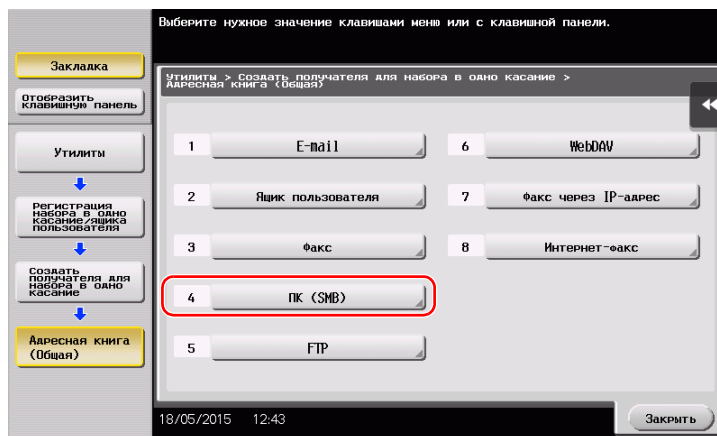 Выберите нужное значение клавишами меню или с клавишной панели.
Закладка
Отобразить
клавишную панель
Утилиты
Регистрация
набора в одно
касание/ящика
пользователя
Создать
получателя для
набора в одно
касание
Адресная книга
(Общая)
Утилиты > Создать получателя для набора в одно касание >
Адресная книга (Общая)
1 E-mail
2 Ящик пользователя
3 Факс
4 ПК (SMB)
5 FTP
6 WebDAV
7 Факс через IP-адрес
8 Интернет-факс
18/05/2015 12:43
Закрыть